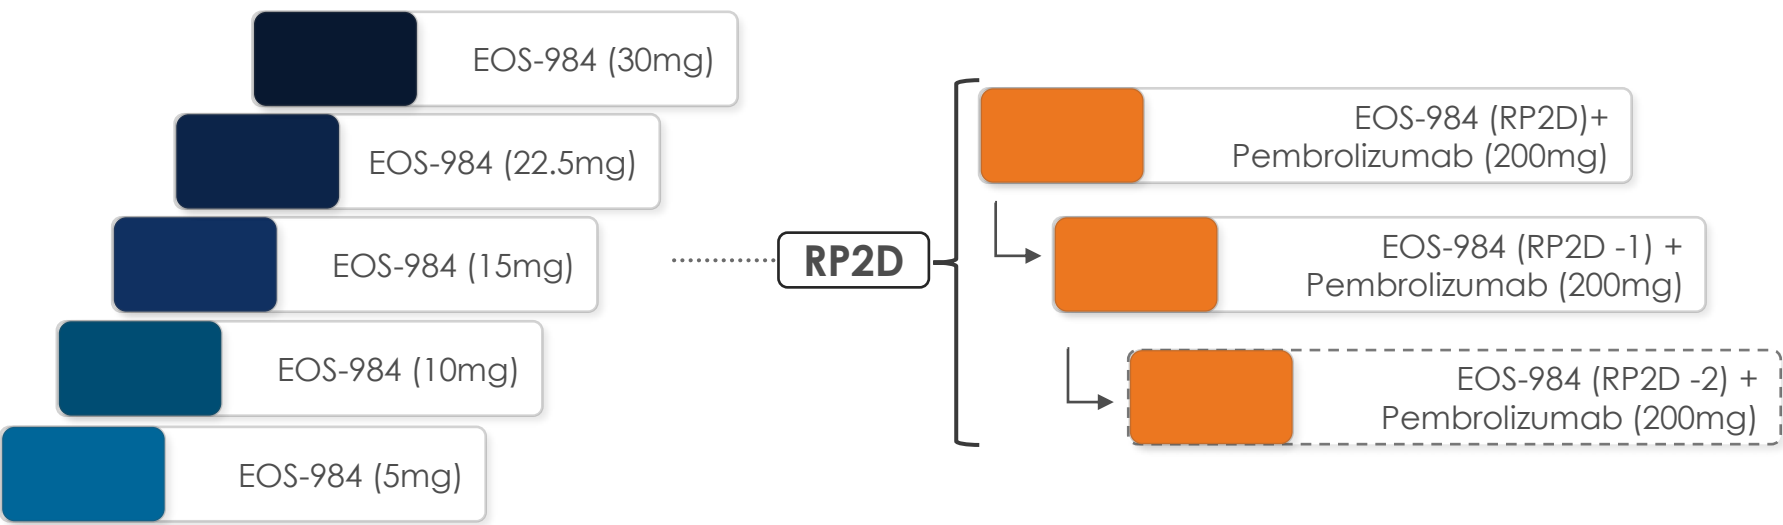 EOS-984 (30mg)
EOS-984 (22.5mg)
EOS-984 (15mg)
EOS-984 (10mg)
EOS-984 (5mg)
RP2D
EOS-984 (RP2D)+
Pembrolizumab (200mg)
EOS-984 (RP2D -1) +
Pembrolizumab (200mg)
EOS-984 (RP2D -2) +
Pembrolizumab (200mg)